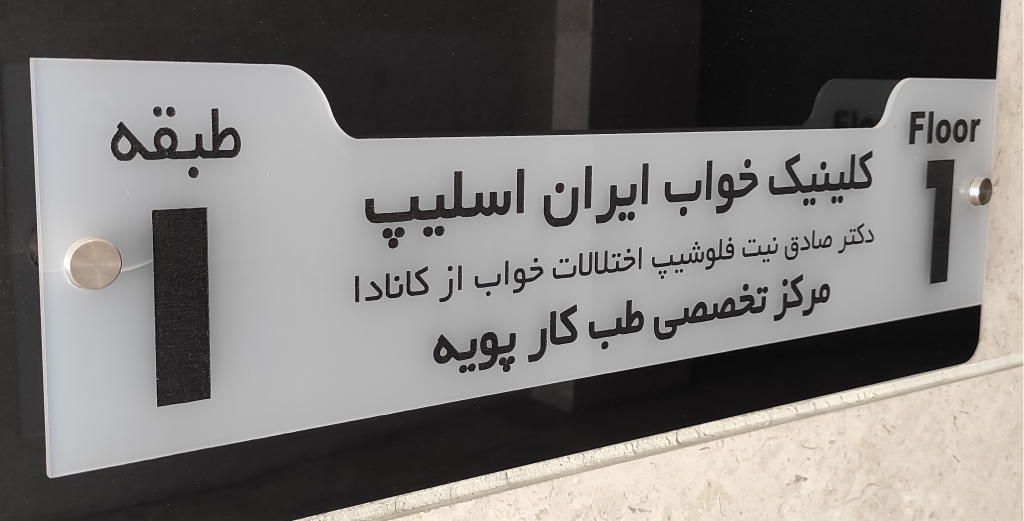 طبقه
۱
کلینیک خواب ایران اسلیپ
دکتر صادق نیت فلوشیپ اختلالات خواب از کانادا
مرکز تخصصی طب کار پویه
Floor
1